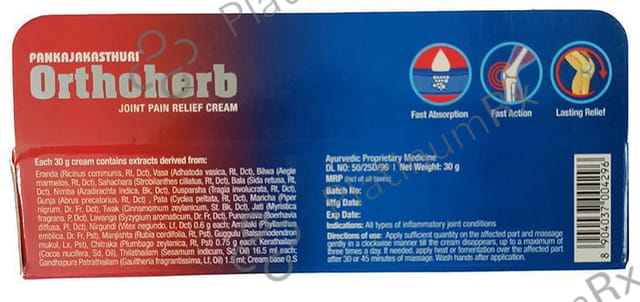 PANKAJAKASTHURI
Orthoherb
JOINT PAIN RELIEF CREAM
Fast Absorption
Fast Action
Lasting Relief
Each 30 g cream contains extracts derived from:
Eranda (Ricinus communis, Rt, Dct), Vasa (Adhatoda vasica, Rt, Dct), Bilwa (Aegle
marmelos, Rt, Dct), Sahachara (Strobilanthes ciliatus, Rt, Dct), Bala (Sida retusa, Rt,
Dct), Nimba (Azadirachta indica, Bk, Dct), Dusparsha (Tragia involucrata, Rt, Dct),
Gunja (Abrus precatorius, Rt, Dct), Pata (Cyclea peltata, Rt, Dct), Maricha (Piper
nigrum, Dr. Fr, Dct), Twak (Cinnamomum zeylanicum, St. Bk, Dct), Jati (Myristica
fragrans, P, Dct), Lavanga (Syzygium aromaticum, Dr. Fr, Dct), Punarnava (Boerhavia
diffusa, Pl, Dct), Nirgundi (Vitex negundo, Lf, Dct) 0.6 g each; Amalaki (Phyllanthus
emblica, Dr. Fr, Pst), Manjishta (Rubia cordifolia, Rt, Pst), Guggulu (Balsamodendron
mukul, Lx, Pst), Chitraka (Plumbago zeylanica, Rt, Pst) 0.75 g each; Kerathailam
(Cocos nucifera, Sd, Oil), Thilathailam (Sesamum indicum, Sd, Oil) 16.5 ml each;
Gandhapura Patrathailam (Gaultheria fragrantissima, Lf, Oil) 1.5 ml; Cream base Q.S
Ayurvedic Proprietary Medicine
DL NO: 50/25D/96 | Net Weight: 30 g
MRP (Incl of all taxes):
Batch No:
Mfg Date:
Exp Date:
Indications: All types of inflammatory joint conditions
Directions of use: Apply sufficient quantity on the affected part and massage
gently in a clockwise manner till the cream disappears, up to a maximum of
three times a day. If needed, apply heat or fomentation over the affected part
after 30 or 45 minutes of massage. Wash hands after application.
8 904037 004296
PlatinumRx